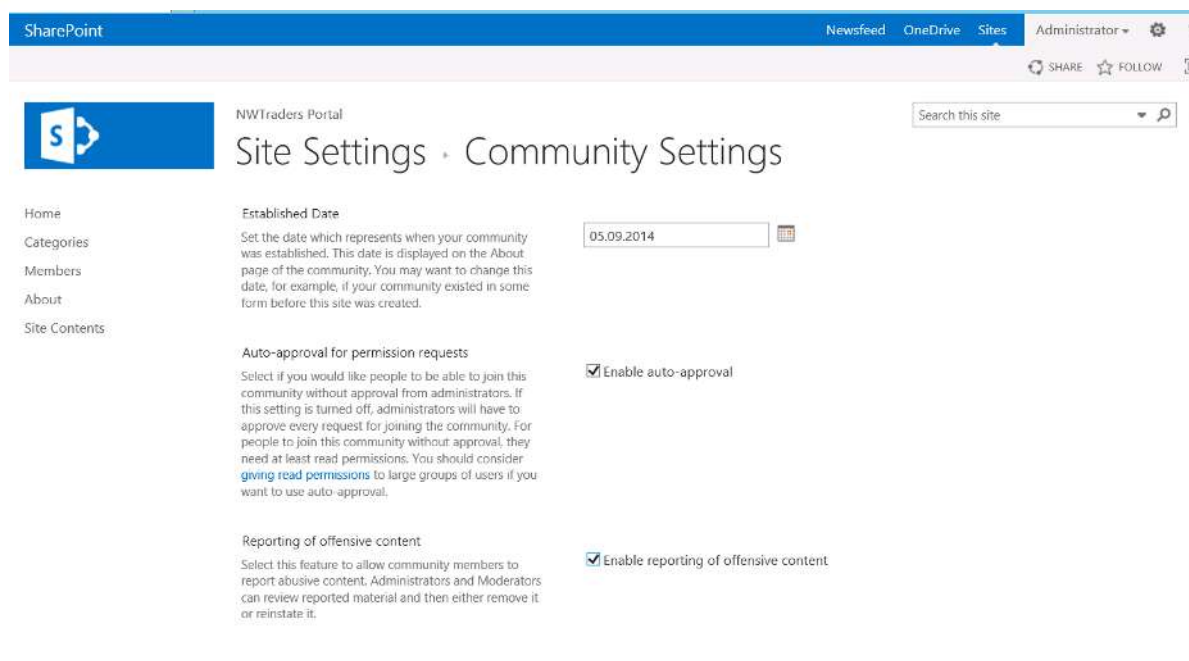 SharePoint
Newsfeed OneDrive Sites Administrator
SHARE FOLLOW
S
NWTraders Portal
Search this site
Site Settings Community Settings
Home
Categories
Members
About
Site Contents
Established Date
Set the date which represents when your community
was established. This date is displayed on the About
page of the community. You may want to change this
date, for example, if your community existed in some
form before this site was created.
05.09.2014
Auto-approval for permission requests
Select if you would like people to be able to join this
community without approval from administrators. If
this setting is turned off, administrators will have to
approve every request for joining the community. For
people to join this community without approval, they
need at least read permissions. You should consider
giving read permissions to large groups of users if you
want to use auto-approval.
Enable auto-approval
Reporting of offensive content
Select this feature to allow community members to
report abusive content. Administrators and Moderators
can review reported material and then either remove it
or reinstate it.
Enable reporting of offensive content